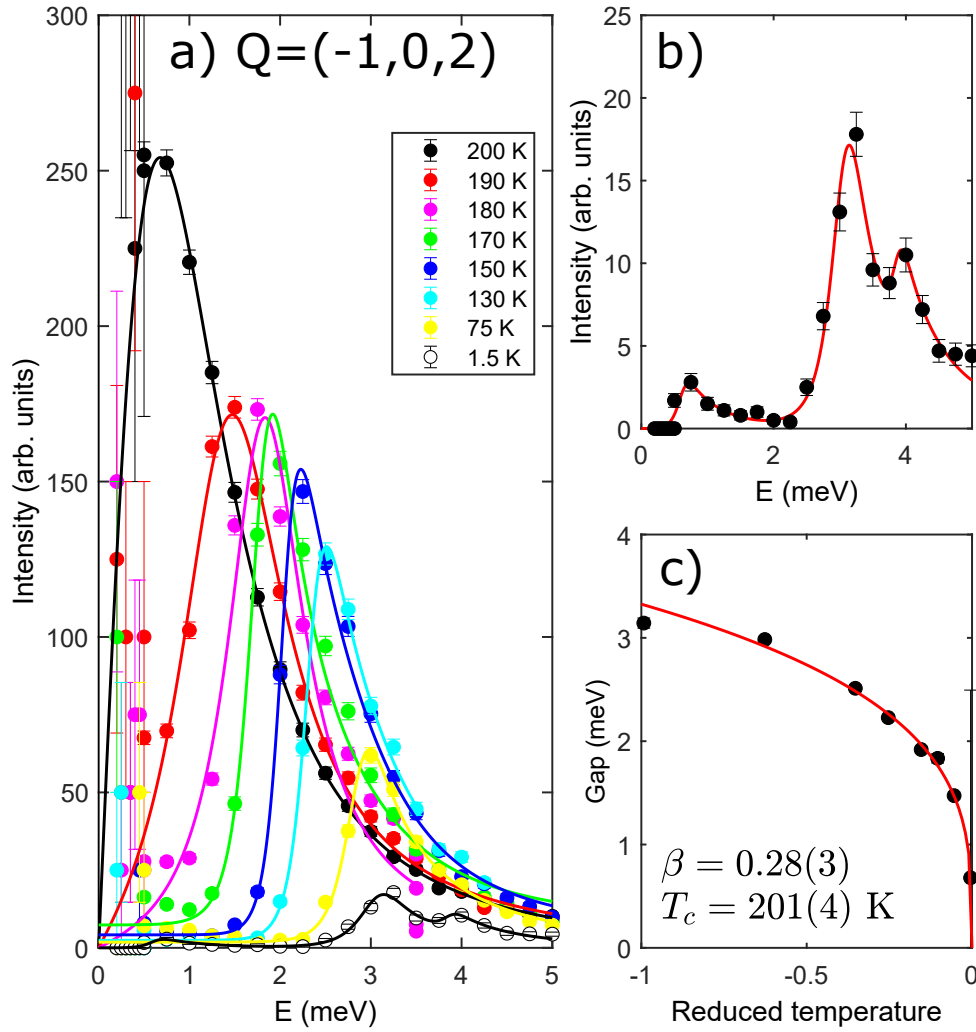 a) Q=(-1,0,2)
300
250
200
150
100
50
0
Intensity (arb. units)
0 1 2 3 4 5
E (meV)
200 K
190 K
180 K
170 K
150 K
130 K
75 K
1.5 K
b)
25
20
15
10
5
0
Intensity (arb. units)
0 2 4
E (meV)
c)
4
3
2
1
0
Gap (meV)
β = 0.28(3)
T_c = 201(4) K
-1 -0.5 0
Reduced temperature